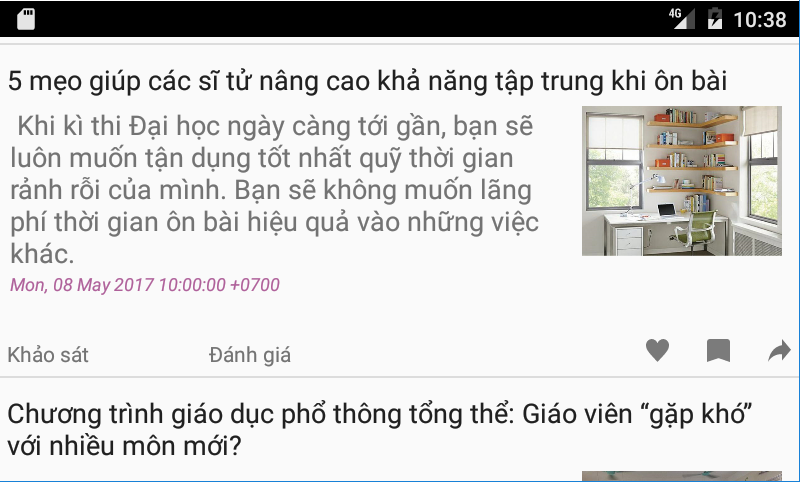 4G 10:38
5 mẹo giúp các sĩ tử nâng cao khả năng tập trung khi ôn bài
Khi kì thi Đại học ngày càng tới gần, bạn sẽ
luôn muốn tận dụng tốt nhất quỹ thời gian
rảnh rỗi của mình. Bạn sẽ không muốn lãng
phí thời gian ôn bài hiệu quả vào những việc
khác.
Mon, 08 May 2017 10:00:00 +0700
Khảo sát Đánh giá
Chương trình giáo dục phổ thông tổng thể: Giáo viên “gặp khó”
với nhiều môn mới?